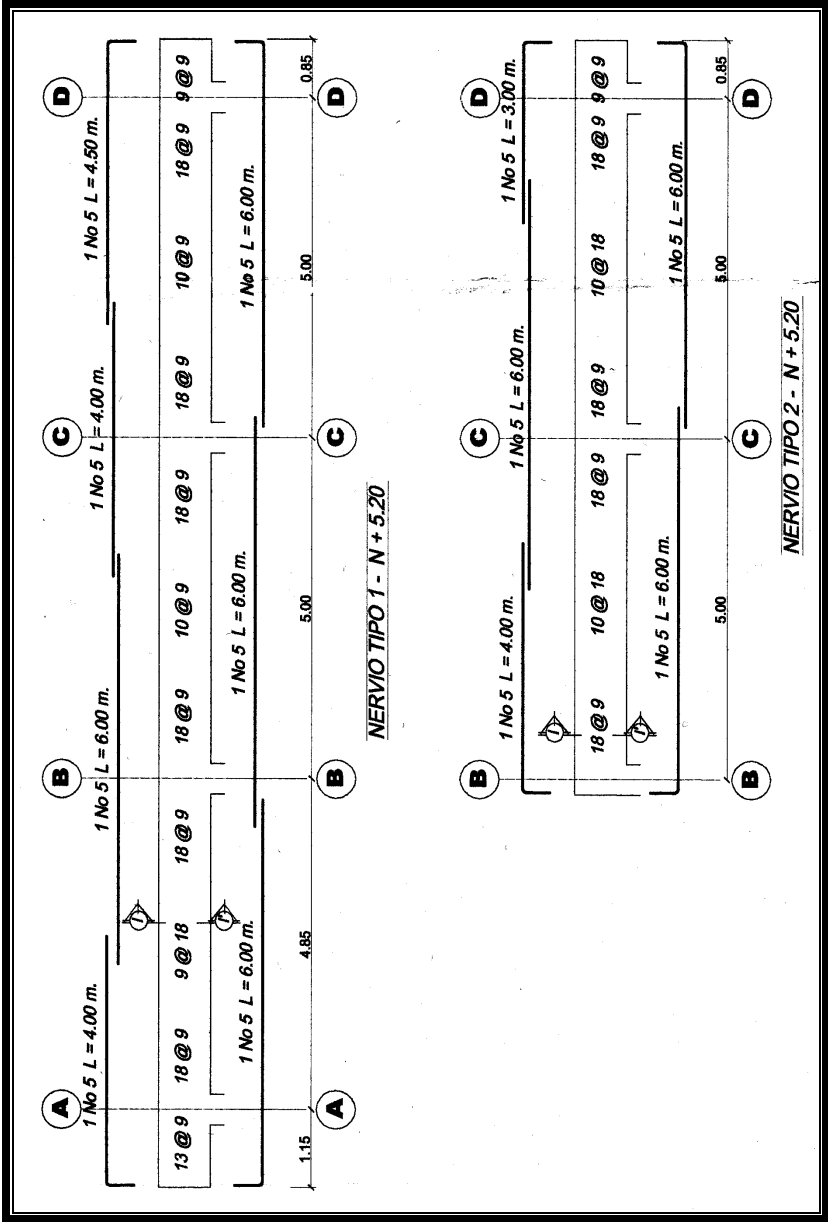 A B C D
1 No 5 L = 4.00 m. 1 No 5 L = 6.00 m. 1 No 5 L = 4.00 m. 1 No 5 L = 4.50 m.
I
13 @ 9 18 @ 9 9 @ 18 18 @ 9 18 @ 9 10 @ 9 18 @ 9 18 @ 9 10 @ 9 18 @ 9 9 @ 9
I'
1 No 5 L = 6.00 m. 1 No 5 L = 6.00 m. 1 No 5 L = 6.00 m.
1.15 4.85 5.00 5.00 0.85
A B C D
NERVIO TIPO 1 - N + 5.20
B C D
1 No 5 L = 4.00 m. 1 No 5 L = 6.00 m. 1 No 5 L = 3.00 m.
I
18 @ 9 10 @ 18 18 @ 9 18 @ 9 10 @ 18 18 @ 9 9 @ 9
I'
1 No 5 L = 6.00 m. 1 No 5 L = 6.00 m.
5.00 5.00 0.85
B C D
NERVIO TIPO 2 - N + 5.20